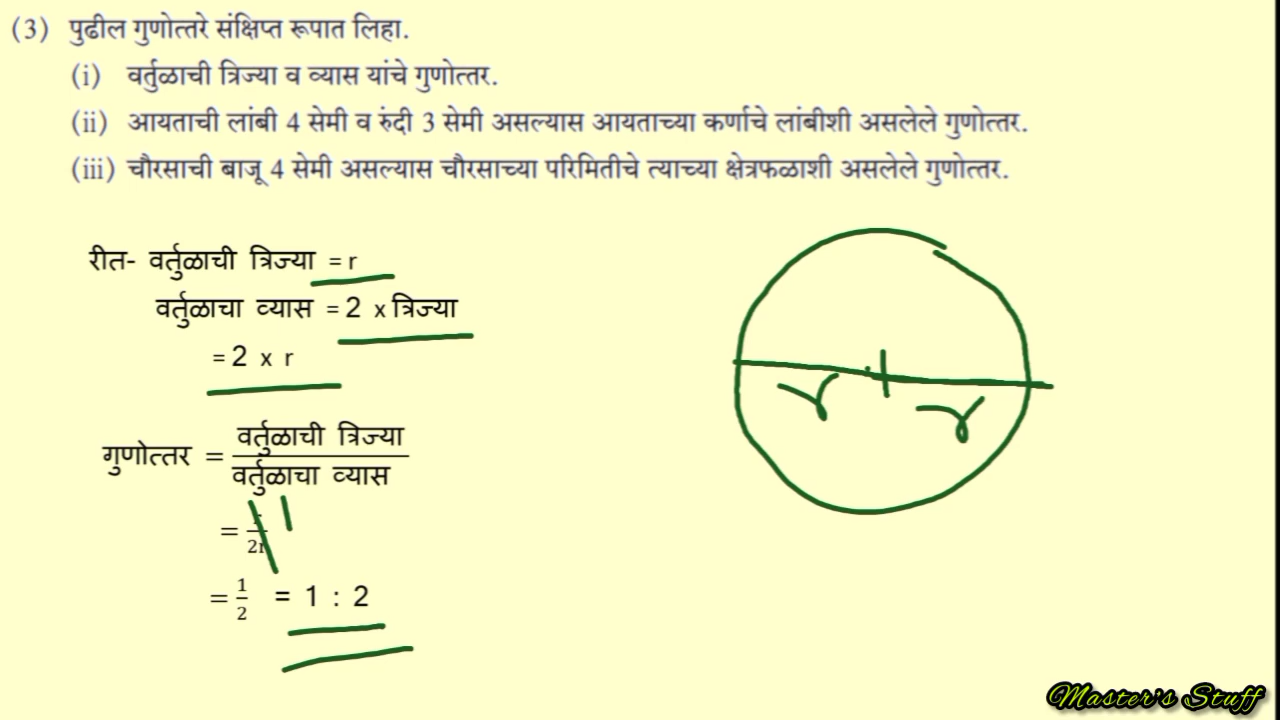 (3) पुढील गुणोत्तरे संक्षिप्त रूपात लिहा.
(i) वर्तुळाची त्रिज्या व व्यास यांचे गुणोत्तर.
(ii) आयताची लांबी 4 सेमी व रुंदी 3 सेमी असल्यास आयताच्या कर्णाचे लांबीशी असलेले गुणोत्तर.
(iii) चौरसाची बाजू 4 सेमी असल्यास चौरसाच्या परिमितीचे त्याच्या क्षेत्रफळाशी असलेले गुणोत्तर.
रीत- वर्तुळाची त्रिज्या = r
वर्तुळाचा व्यास = 2 x त्रिज्या
= 2 x r
r r
गुणोत्तर = वर्तुळाची त्रिज्या
वर्तुळाचा व्यास
= r
2r
= 1/2 = 1 : 2
Master's Stuff